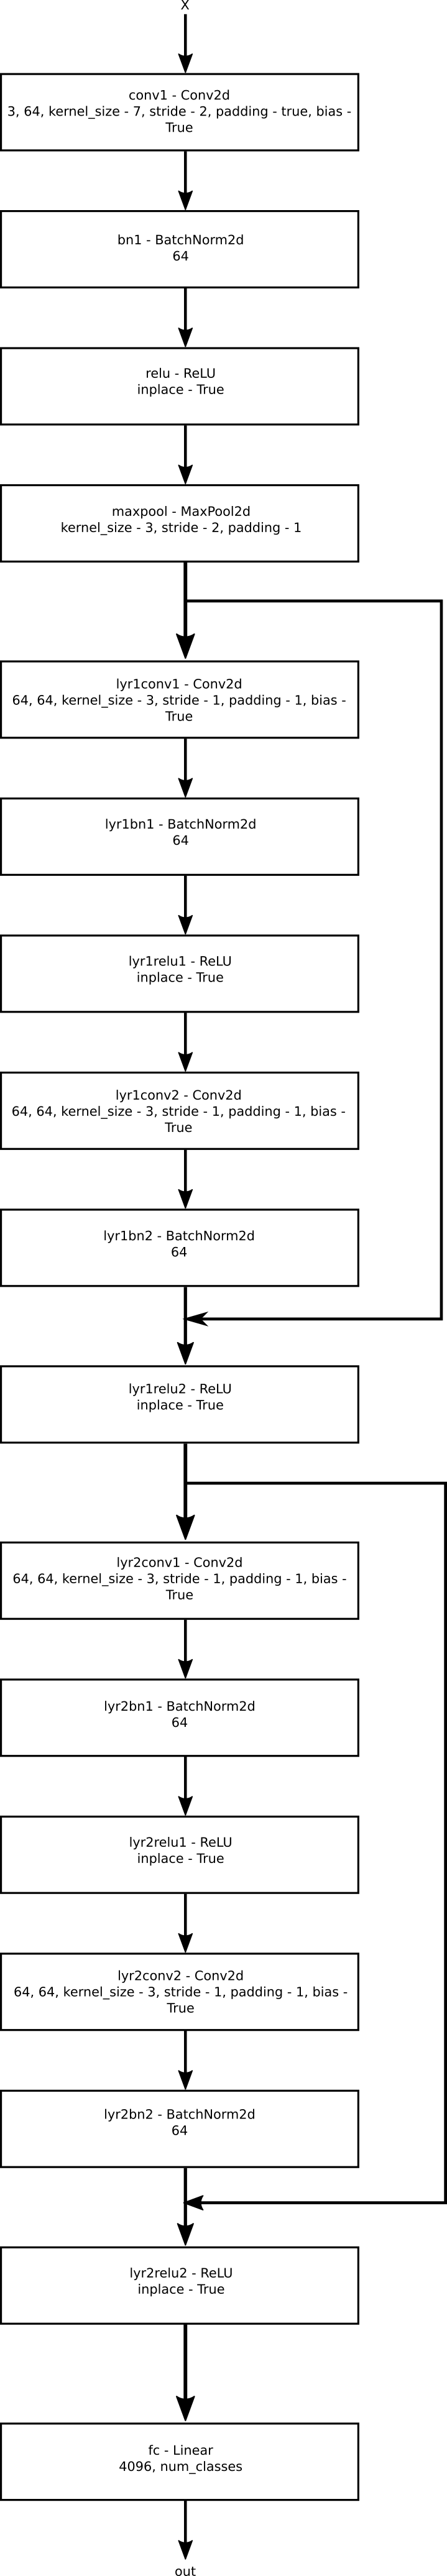 X
conv1 - Conv2d
3, 64, kernel_size - 7, stride - 2, padding - true, bias -
True
bn1 - BatchNorm2d
64
relu - ReLU
inplace - True
maxpool - MaxPool2d
kernel_size - 3, stride - 2, padding - 1
lyr1conv1 - Conv2d
64, 64, kernel_size - 3, stride - 1, padding - 1, bias -
True
lyr1bn1 - BatchNorm2d
64
lyr1relu1 - ReLU
inplace - True
lyr1conv2 - Conv2d
64, 64, kernel_size - 3, stride - 1, padding - 1, bias -
True
lyr1bn2 - BatchNorm2d
64
lyr1relu2 - ReLU
inplace - True
lyr2conv1 - Conv2d
64, 64, kernel_size - 3, stride - 1, padding - 1, bias -
True
lyr2bn1 - BatchNorm2d
64
lyr2relu1 - ReLU
inplace - True
lyr2conv2 - Conv2d
64, 64, kernel_size - 3, stride - 1, padding - 1, bias -
True
lyr2bn2 - BatchNorm2d
64
lyr2relu2 - ReLU
inplace - True
fc - Linear
4096, num_classes
out